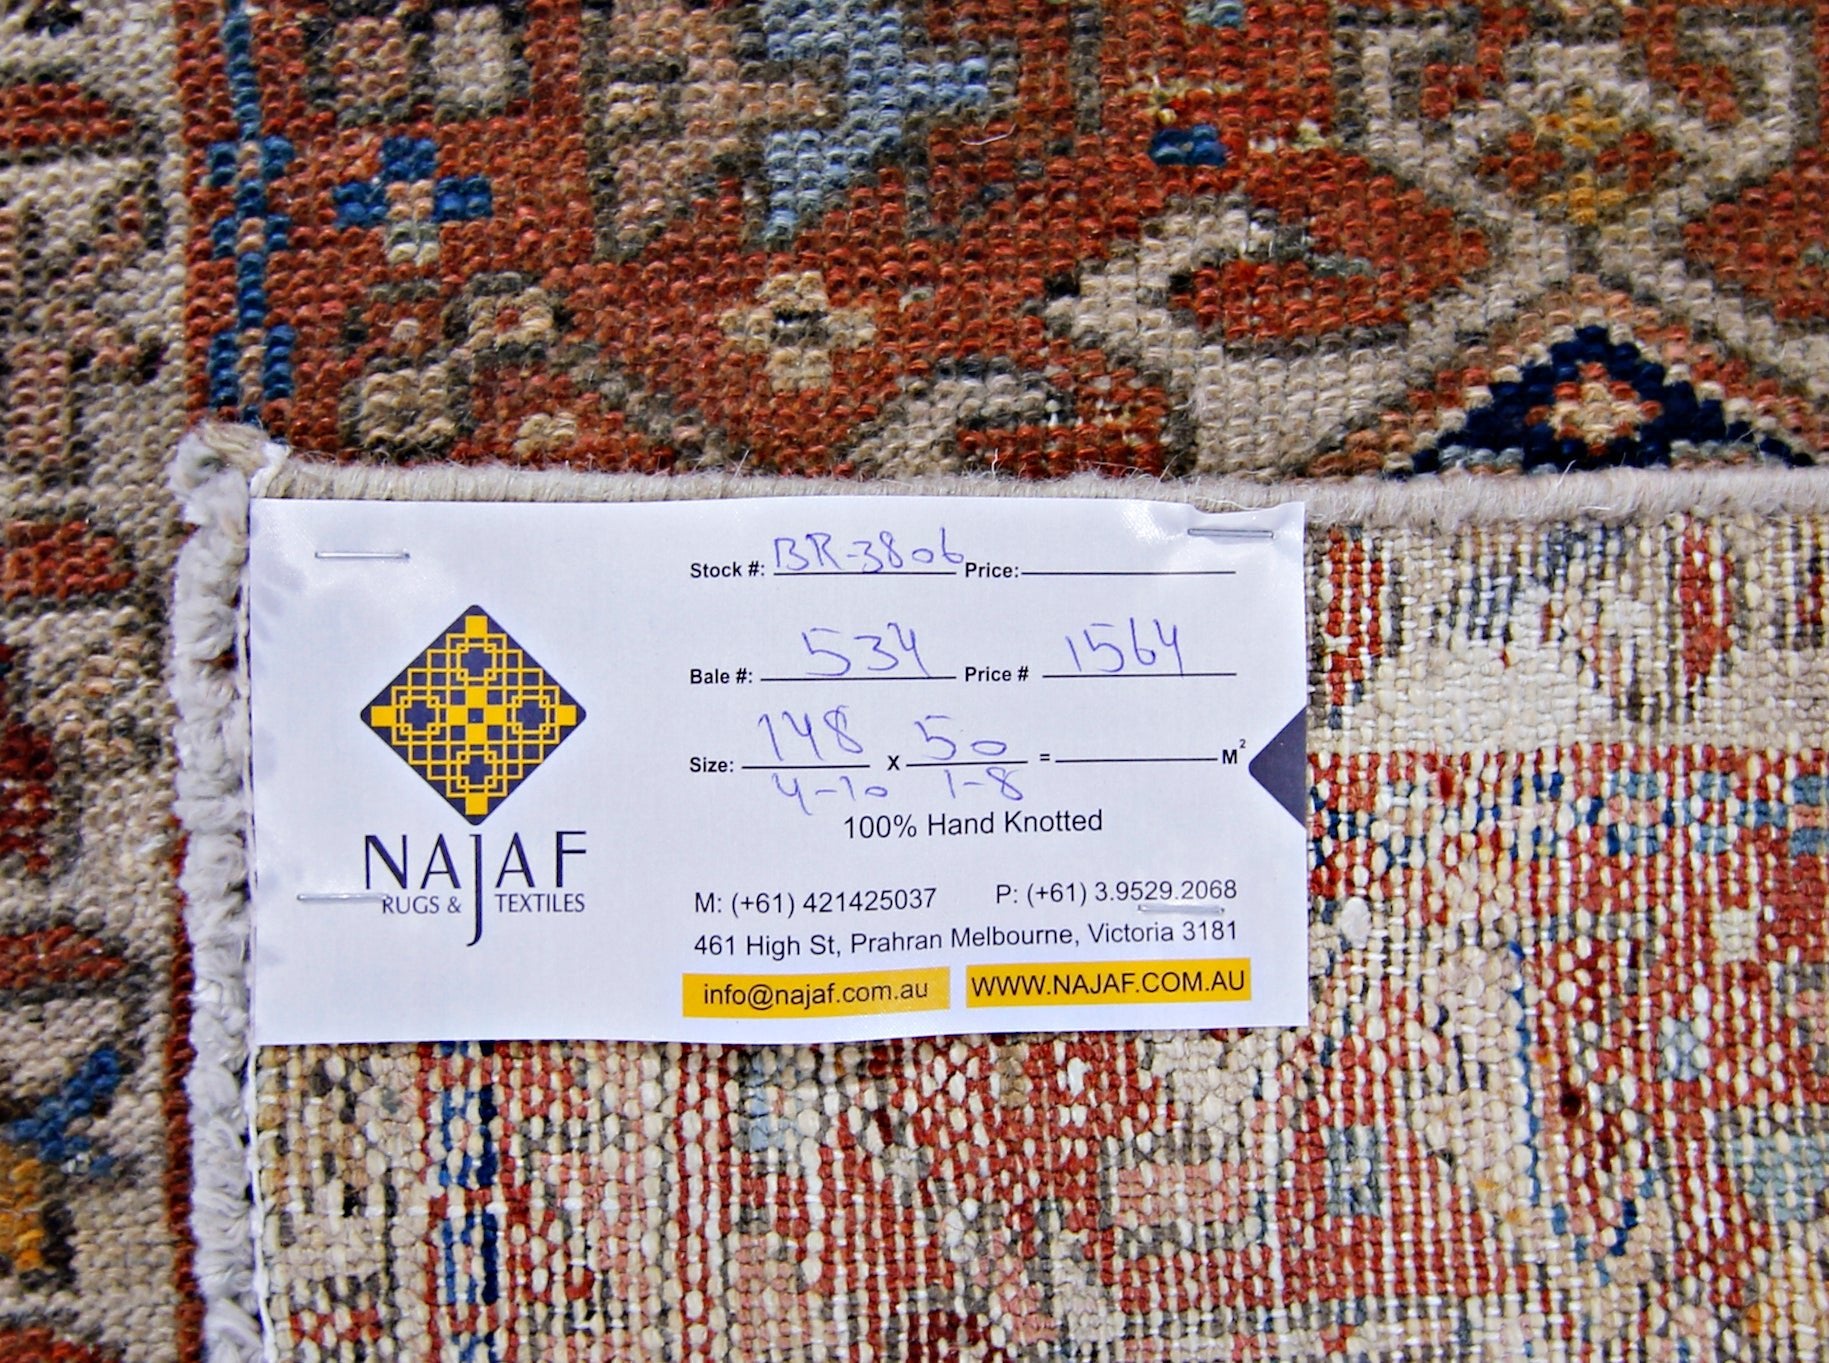 Stock #: BR-3806 Price:
Bale #: 534 Price # 1564
Size: 148 X 50 = M²
4-10 1-8
100% Hand Knotted
NAJAF
RUGS & TEXTILES
M: (+61) 421425037 P: (+61) 3.9529.2068
461 High St, Prahran Melbourne, Victoria 3181
info@najaf.com.au WWW.NAJAF.COM.AU